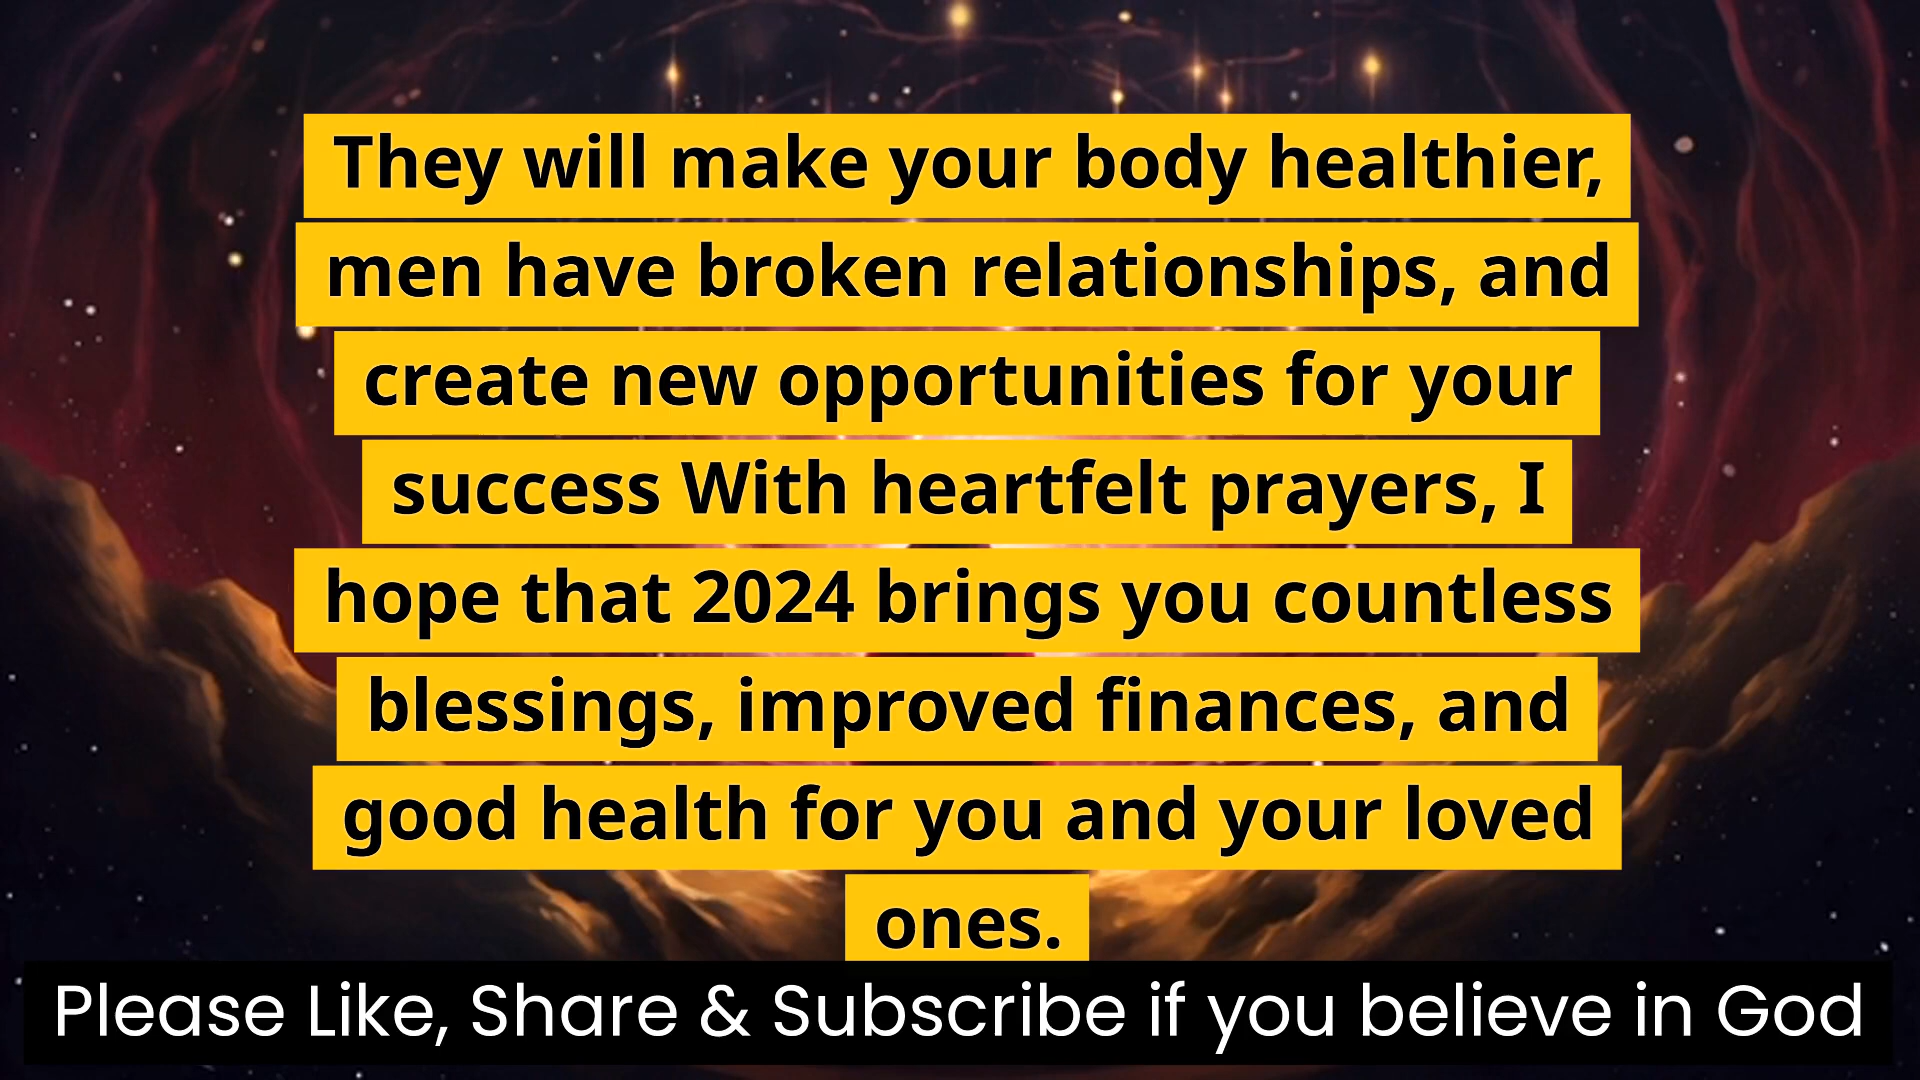 They will make your body healthier,
men have broken relationships, and
create new opportunities for your
success With heartfelt prayers, I
hope that 2024 brings you countless
blessings, improved finances, and
good health for you and your loved
ones.
Please Like, Share & Subscribe if you believe in God